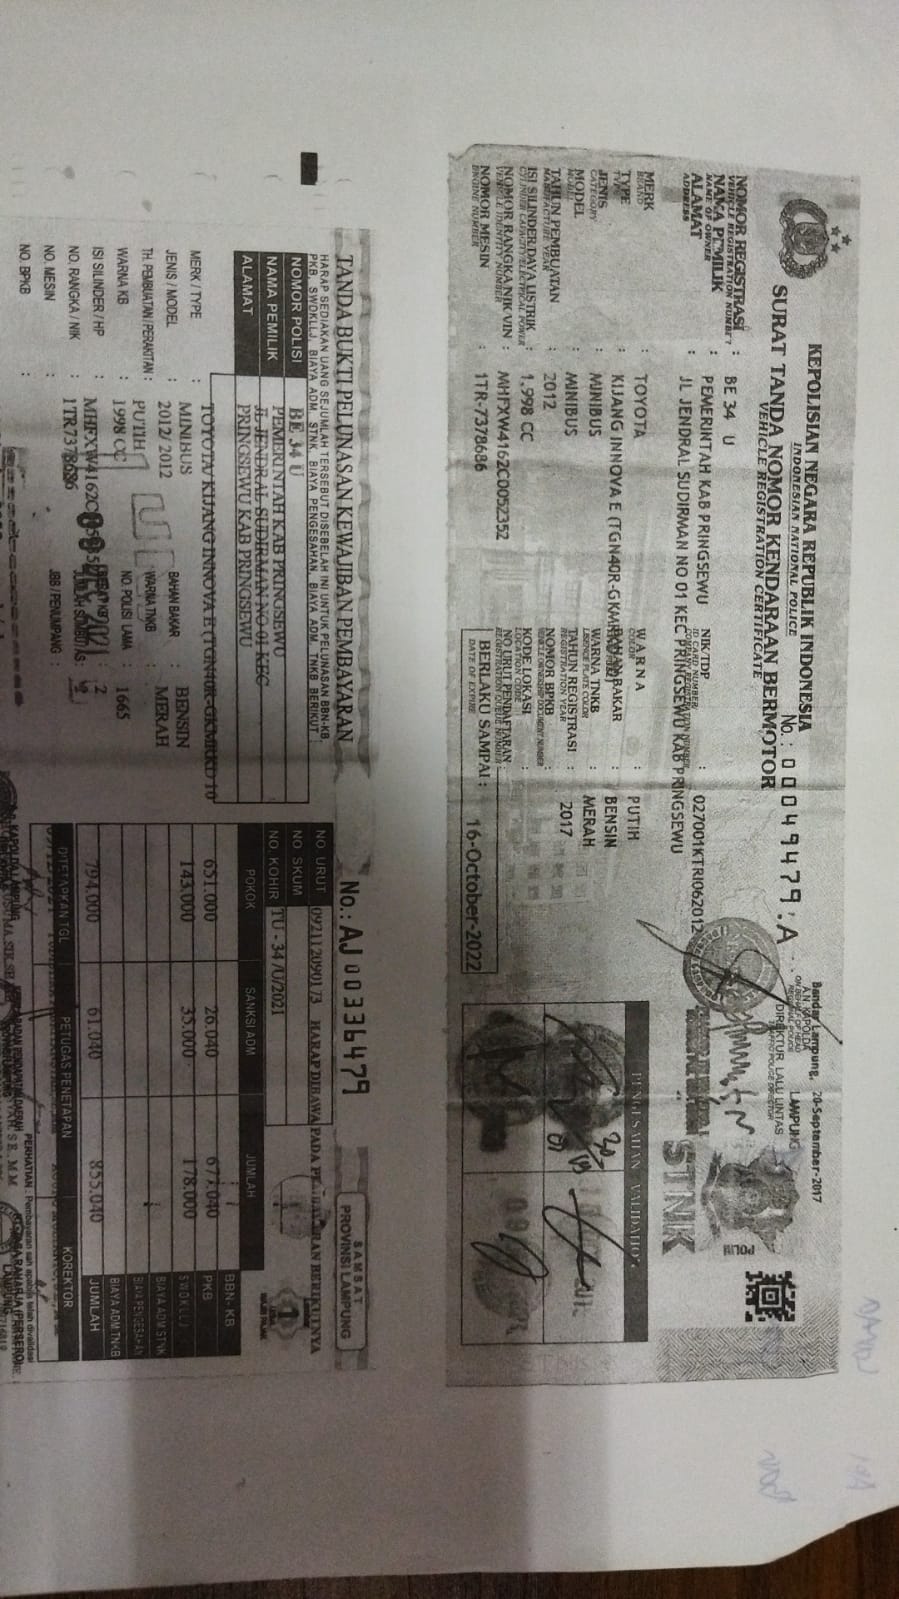 KEPOLISIAN NEGARA REPUBLIK INDONESIA
INDONESIAN NATIONAL POLICE
No.: 00049479.A
SURAT TANDA NOMOR KENDARAAN BERMOTOR
VEHICLE REGISTRATION CERTIFICATE
Bandar Lampung, 20-September-2017
A.N. KAPOLDA LAMPUNG
ON BEHALF OF HEAD
REGIONAL POLICE
DIREKTUR LALU LINTAS
TRAFFIC POLICE DIRECTOR
POLRI
STNK
NOMOR REGISTRASI : BE 34 U
VEHICLE REGISTRATION NUMBER
NAMA PEMILIK : PEMERINTAH KAB PRINGSEWU
NAME OF OWNER
NIK/TDP : 027001KTRI062012
ID CARD NUMBER/
COMPANY REGISTRATION NUMBER
ALAMAT : JL JENDRAL SUDIRMAN NO 01 KEC PRINGSEWU KAB PRINGSEWU
ADDRESS
MERK : TOYOTA
BRAND
TYPE : KIJANG INNOVA E (TGN40R-GKMRKD
TYPE
JENIS : MINIBUS
CATEGORY
MODEL : MINIBUS
MODEL
TAHUN PEMBUATAN : 2012
MANUFACTURE YEAR
ISI SILINDER/DAYA LISTRIK : 1.998 CC
CYLINDER CAPACITY/ELECTRICAL POWER
NOMOR RANGKA/NIK/VIN : MHFXW4162C0052352
VEHICLE IDENTITY NUMBER
NOMOR MESIN : 1TR-7378686
ENGINE NUMBER
WARNA : PUTIH
COLOR
BAHAN BAKAR : BENSIN
WARNA TNKB : MERAH
LISENCE PLATE COLOR
TAHUN REGISTRASI : 2017
REGISTRATION YEAR
NOMOR BPKB :
VEHICLE OWNERSHIP DOCUMENT NUMBER
KODE LOKASI :
LOCATION CODE
NO URUT PENDAFTARAN :
REGISTRATION QUEUE NUMBER
BERLAKU SAMPAI : 16-October-2022
DATE OF EXPIRE
PENGESAHAN VALIDATION
TANDA BUKTI PELUNASAN KEWAJIBAN PEMBAYARAN
No.: AJ 00336479
SAMSAT
PROVINSI LAMPUNG
HARAP SEDIAKAN UANG SEJUMLAH TERSEBUT DISEBELAH INI UNTUK PELUNASAN BBN-KB,
PKB, SWDKLLJ, BIAYA ADM. STNK, BIAYA PENGESAHAN, BIAYA ADM. TNKB BERIKUT :
NOMOR POLISI BE 34 U
NAMA PEMILIK PEMERINTAH KAB PRINGSEWU
JL JENDRAL SUDIRMAN NO 01 KEC
ALAMAT PRINGSEWU KAB PRINGSEWU
NO. URUT 092112090173 HARAP DIBAWA PADA BERIKUTNYA
NO. SKUM
NO. KOHIR TU - 34 /U/2021
MERK / TYPE : TOYOTA/ KIJANG INNOVA E (TGN40R-GKMRKD 10
JENIS / MODEL : MINIBUS
TH. PEMBUATAN / PERAKITAN : 2012/ 2012
WARNA KB : PUTIH
ISI SILINDER / HP : 1998 CC
NO. RANGKA / NIK : MHFXW4162C
NO. MESIN : 1TR7378686
NO. BPKB :
BAHAN BAKAR : BENSIN
WARNA TNKB : MERAH
NO. POLISI LAMA :
1665
2
JUMLAH SUMBU / AS :
JBB / PENUMPANG :
09 DEC 2021
POKOK SANKSI ADM JUMLAH
BBN- KB
651.000 26.040 677.040 PKB
143.000 35.000 178.000 SWDKLLJ
BIAYA ADM STNK
BIAYA PENGESAHAN
BIAYA ADM.TNKB
794.000 61.040 855.040 JUMLAH
DITETAPKAN TGL PETUGAS PENETAPAN KOREKTOR
09/12/2021
PERHATIAN : Pembayaran sah apabila telah divalidasi
KAPOLDA LAMPUNG
JASA RAHARJA (PERSERO)
LAMPUNG